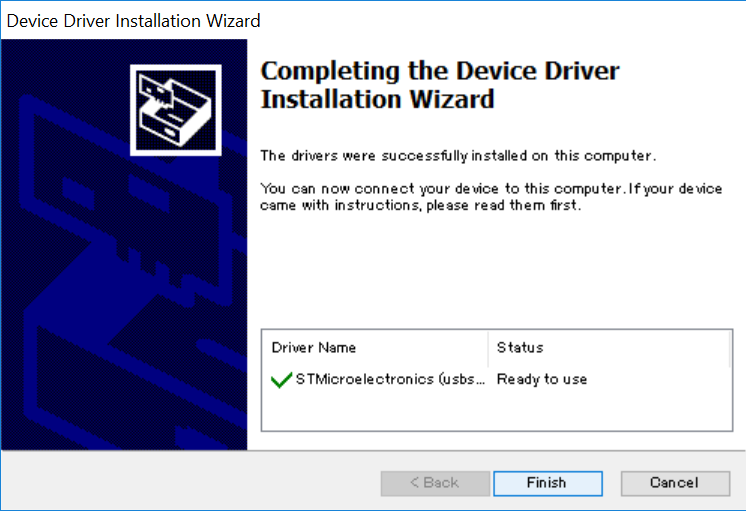 Device Driver Installation Wizard
Completing the Device Driver
Installation Wizard
The drivers were successfully installed on this computer.
You can now connect your device to this computer. If your device
came with instructions, please read them first.
Driver Name Status
STMicroelectronics (usbs... Ready to use
< Back Finish Cancel